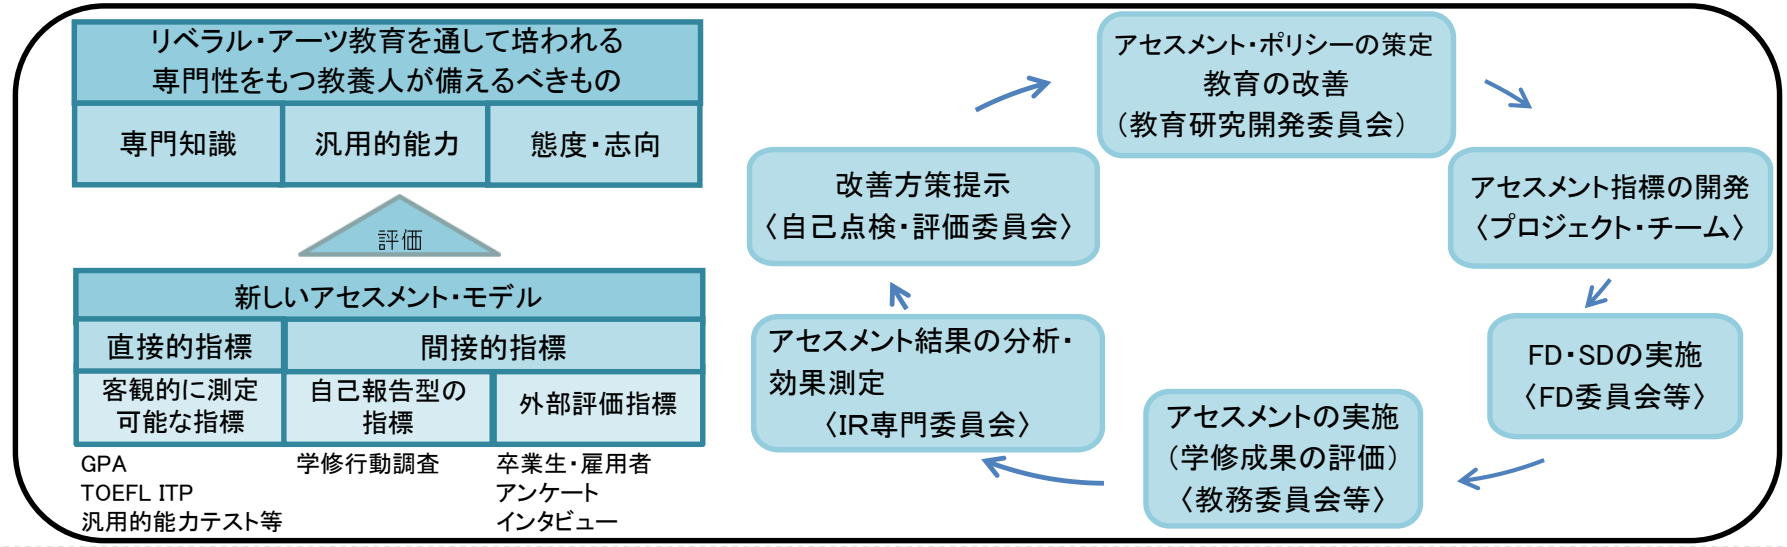 リベラル・アーツ教育を通して培われる
専門性をもつ教養人が備えるべきもの
専門知識
汎用的能力
態度・志向
評価
新しいアセスメント・モデル
直接的指標
間接的指標
客観的に測定
可能な指標
自己報告型の
指標
外部評価指標
GPA
TOEFL ITP
汎用的能力テスト等
学修行動調査
卒業生・雇用者
アンケート
インタビュー
アセスメント・ポリシーの策定
教育の改善
（教育研究開発委員会）
アセスメント指標の開発
〈プロジェクト・チーム〉
FD・SDの実施
〈FD委員会等〉
アセスメントの実施
（学修成果の評価）
〈教務委員会等〉
アセスメント結果の分析・
効果測定
〈IR専門委員会〉
改善方策提示
〈自己点検・評価委員会〉